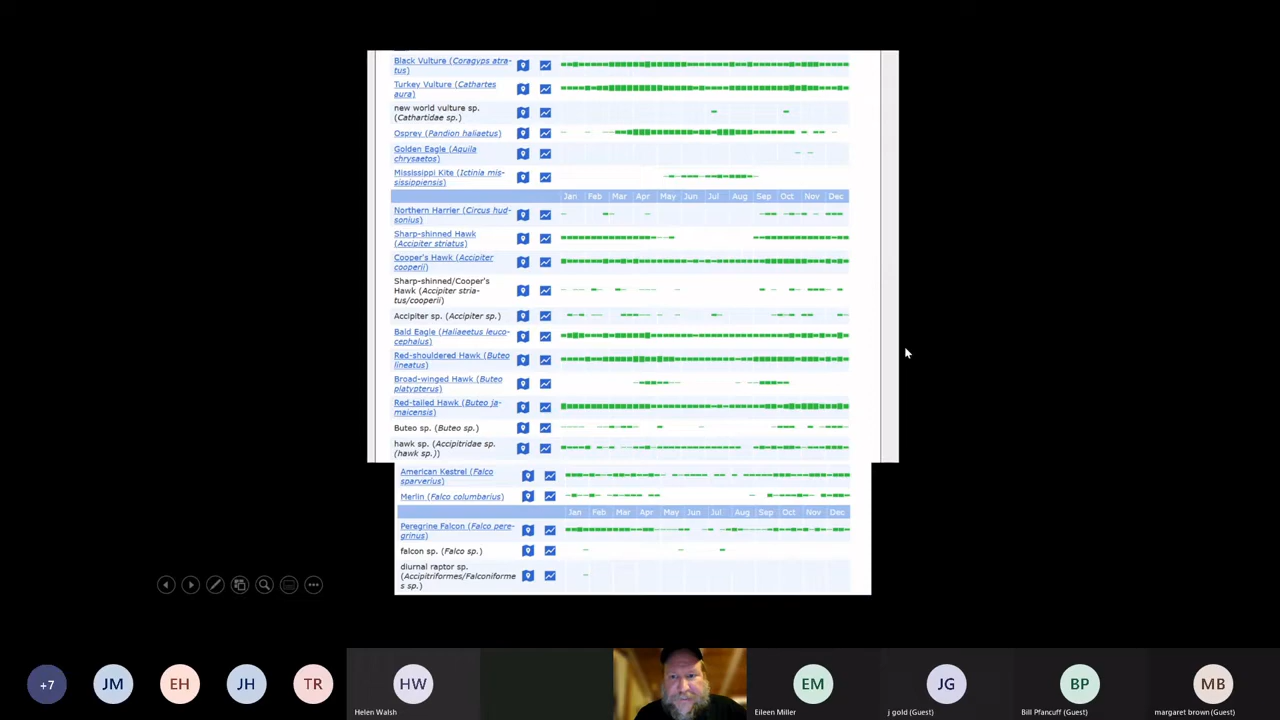 Black Vulture (Coragyps atra-
tus)
Turkey Vulture (Cathartes
aura)
new world vulture sp.
(Cathartidae sp.)
Osprey (Pandion haliaetus)
Golden Eagle (Aquila
chrysaetos)
Mississippi Kite (Ictinia mis-
sissippiensis)
Jan Feb Mar Apr May Jun Jul Aug Sep Oct Nov Dec
Northern Harrier (Circus hud-
sonius)
Sharp-shinned Hawk
(Accipiter striatus)
Cooper's Hawk (Accipiter
cooperii)
Sharp-shinned/Cooper's
Hawk (Accipiter stria-
tus/cooperii)
Accipiter sp. (Accipiter sp.)
Bald Eagle (Haliaeetus leuco-
cephalus)
Red-shouldered Hawk (Buteo
lineatus)
Broad-winged Hawk (Buteo
platypterus)
Red-tailed Hawk (Buteo ja-
maicensis)
Buteo sp. (Buteo sp.)
hawk sp. (Accipitridae sp.
(hawk sp.))
American Kestrel (Falco
sparverius)
Merlin (Falco columbarius)
Jan Feb Mar Apr May Jun Jul Aug Sep Oct Nov Dec
Peregrine Falcon (Falco pere-
grinus)
falcon sp. (Falco sp.)
diurnal raptor sp.
(Accipitriformes/Falconiforme
s sp.)
+7 JM EH JH TR HW EM JG BP MB
Helen Walsh Eileen Miller j gold (Guest) Bill Pfancuff (Guest) margaret brown (Guest)